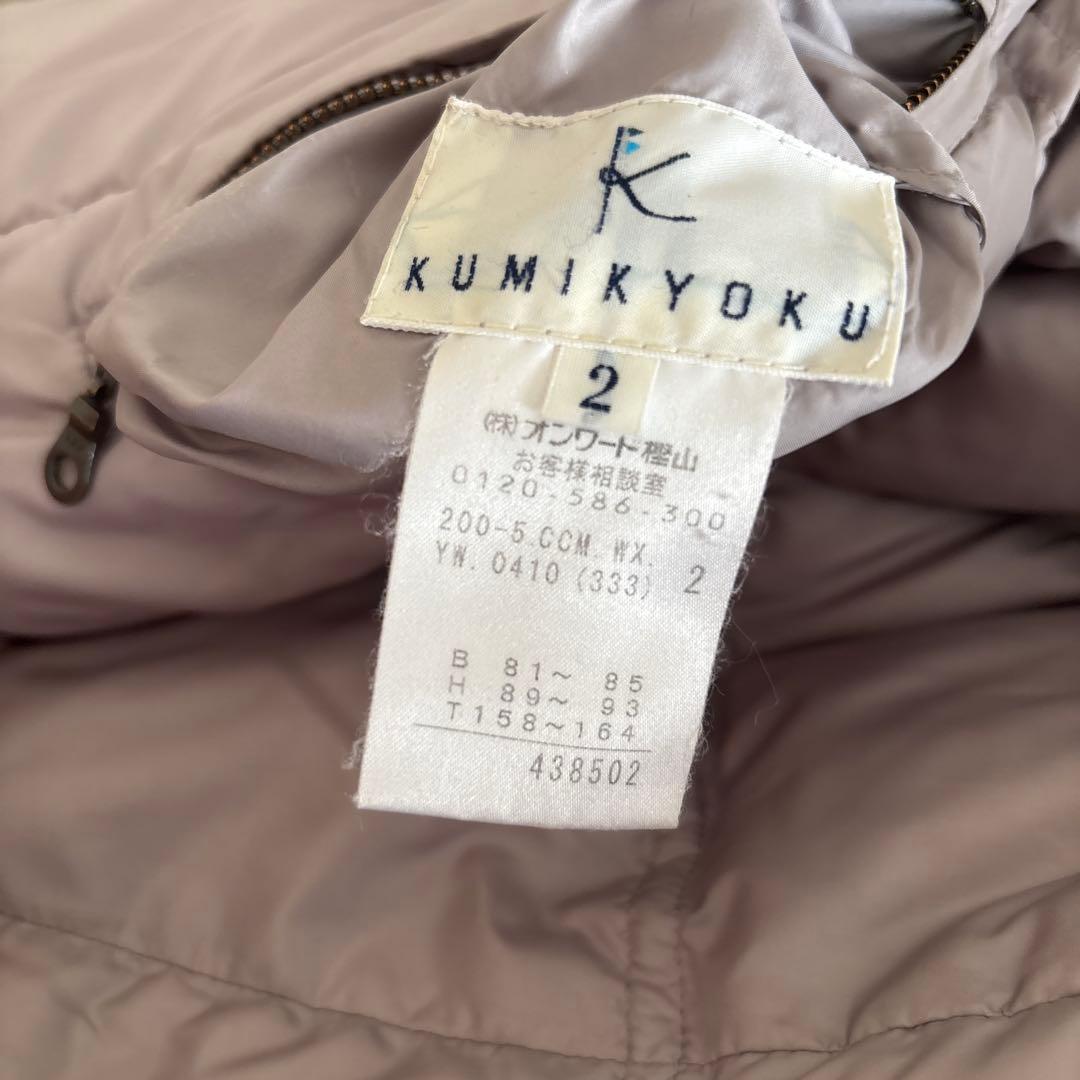 K
KUMIKYOKU
2
(株)オンワード樫山
お客様相談室
0120-586-300
200-5.CCM.WX.
YW.0410(333) 2
B 81~ 85
H 89~ 93
T158~164
438502